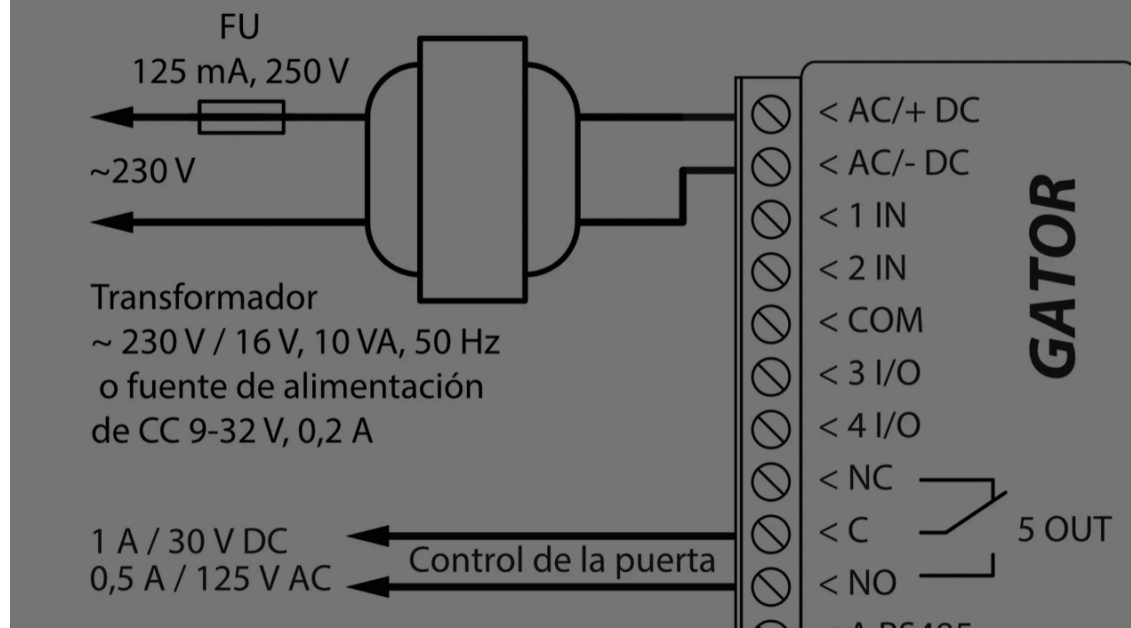 FU
125 mA, 250 V
~230 V
Transformador
~ 230 V / 16 V, 10 VA, 50 Hz
o fuente de alimentación
de CC 9-32 V, 0,2 A
1 A / 30 V DC
0,5 A / 125 V AC
Control de la puerta
< AC/+ DC
< AC/- DC
< 1 IN
< 2 IN
< COM
< 3 I/O
< 4 I/O
< NC
< C
< NO
5 OUT
GATOR